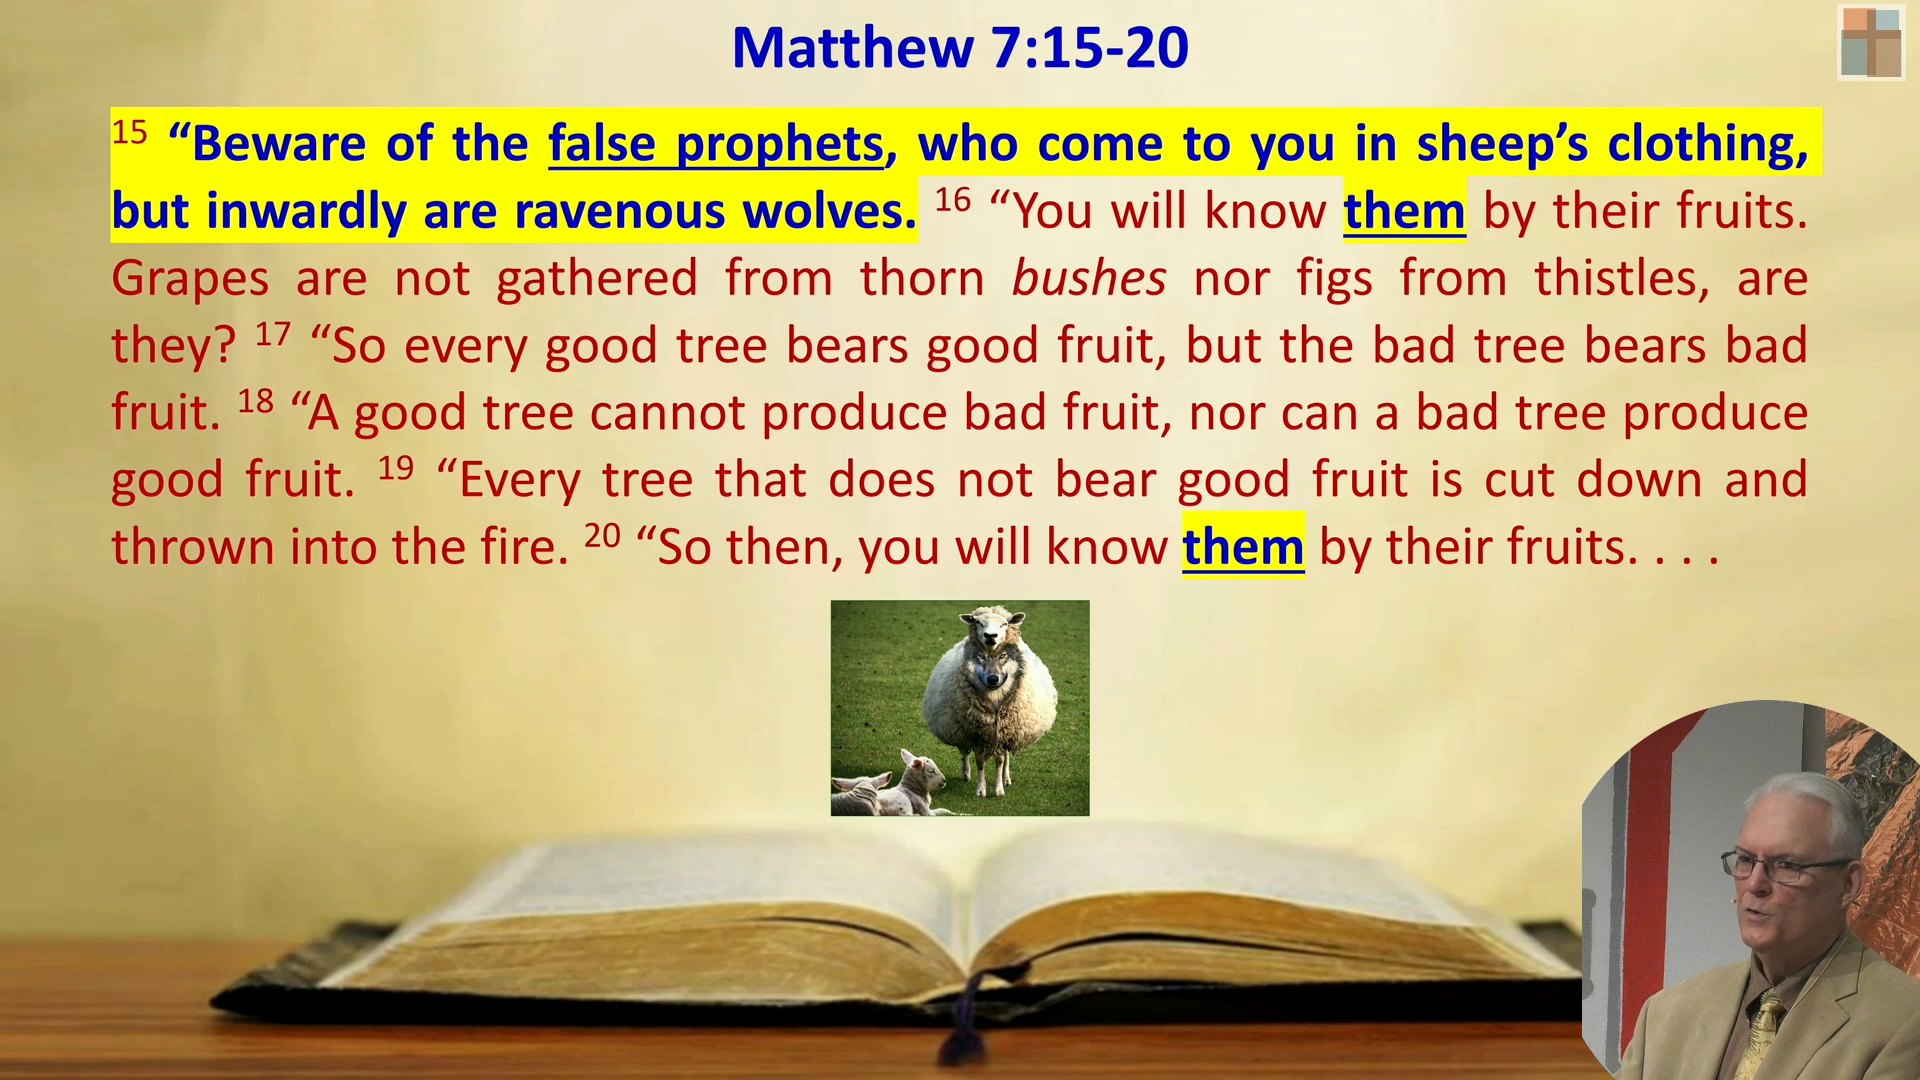 Matthew 7:15-20
15 “Beware of the false prophets, who come to you in sheep’s clothing,
but inwardly are ravenous wolves. 16 “You will know them by their fruits.
Grapes are not gathered from thorn bushes nor figs from thistles, are
they? 17 “So every good tree bears good fruit, but the bad tree bears bad
fruit. 18 “A good tree cannot produce bad fruit, nor can a bad tree produce
good fruit. 19 “Every tree that does not bear good fruit is cut down and
thrown into the fire. 20 “So then, you will know them by their fruits. . . .